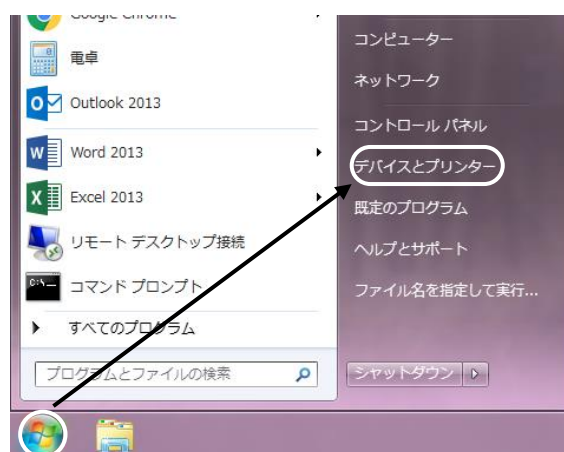 Google Chrome
電卓
Outlook 2013
Word 2013
Excel 2013
リモート デスクトップ接続
コマンド プロンプト
すべてのプログラム
プログラムとファイルの検索
コンピューター
ネットワーク
コントロール パネル
デバイスとプリンター
既定のプログラム
ヘルプとサポート
ファイル名を指定して実行...
シャットダウン